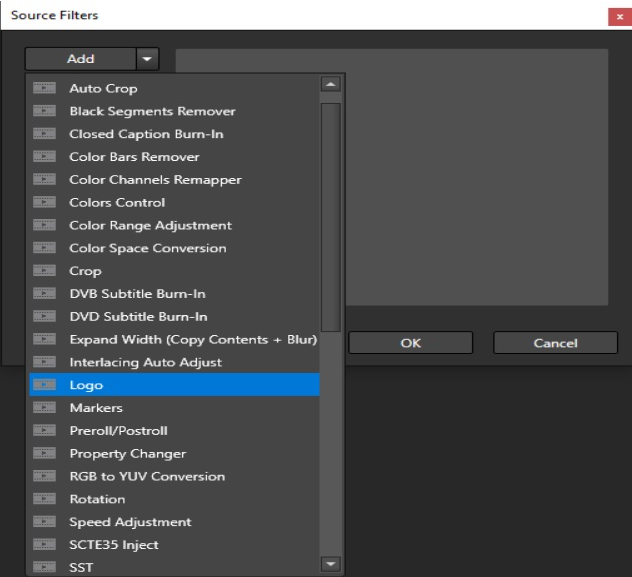 Source Filters
Add
Auto Crop
Black Segments Remover
Closed Caption Burn-In
Color Bars Remover
Color Channels Remapper
Colors Control
Color Range Adjustment
Color Space Conversion
Crop
DVB Subtitle Burn-In
DVD Subtitle Burn-In
Expand Width (Copy Contents + Blur)
Interlacing Auto Adjust
Logo
Markers
Preroll/Postroll
Property Changer
RGB to YUV Conversion
Rotation
Speed Adjustment
SCTE35 Inject
SST
OK
Cancel